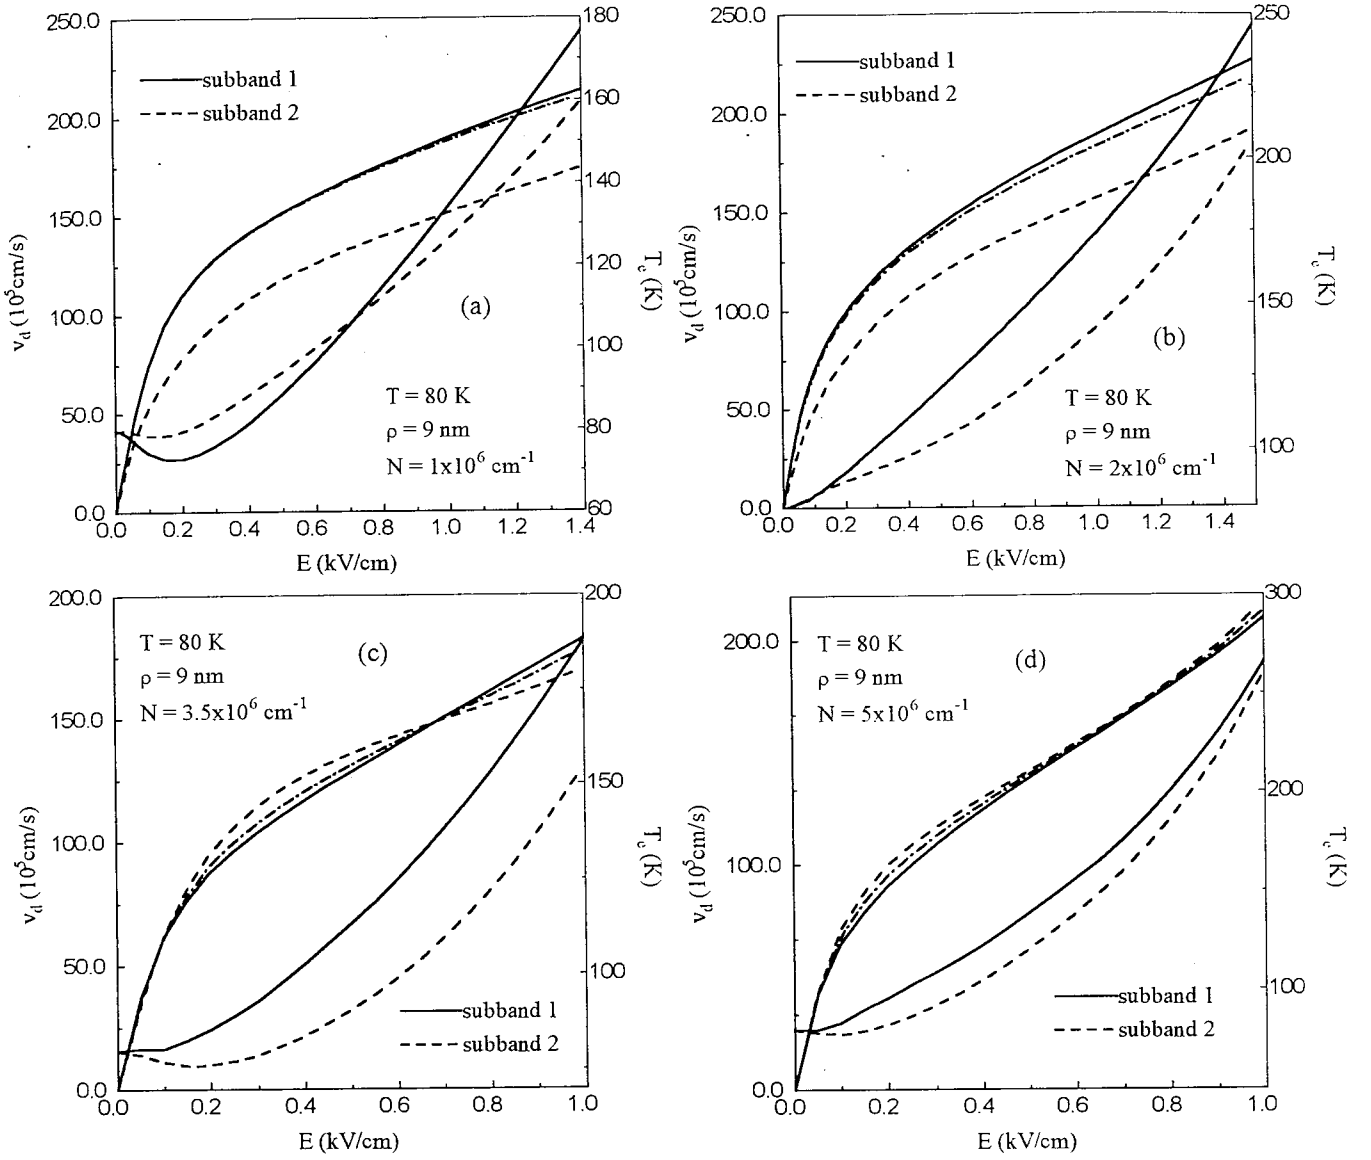 250.0
200.0
150.0
100.0
50.0
0.0
v_d (10^5cm/s)
subband 1
subband 2
(a)
T = 80 K
ρ = 9 nm
N = 1x10^6 cm^-1
180
160
140
120
100
80
60
T_c (K)
0.0 0.2 0.4 0.6 0.8 1.0 1.2 1.4
E (kV/cm)
250.0
200.0
150.0
100.0
50.0
0.0
v_d (10^5cm/s)
subband 1
subband 2
(b)
T = 80 K
ρ = 9 nm
N = 2x10^6 cm^-1
250
200
150
100
T_c (K)
0.0 0.2 0.4 0.6 0.8 1.0 1.2 1.4
E (kV/cm)
200.0
150.0
100.0
50.0
0.0
v_d (10^5cm/s)
T = 80 K
ρ = 9 nm
N = 3.5x10^6 cm^-1
(c)
subband 1
subband 2
200
150
100
T_c (K)
0.0 0.2 0.4 0.6 0.8 1.0
E (kV/cm)
200.0
100.0
0.0
v_d (10^5cm/s)
T = 80 K
ρ = 9 nm
N = 5x10^6 cm^-1
(d)
subband 1
subband 2
300
200
100
T_c (K)
0.0 0.2 0.4 0.6 0.8 1.0
E (kV/cm)